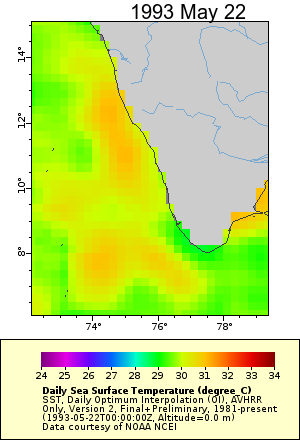 1993 May 22
14°
12°
10°
8°
74° 76° 78°
24 25 26 27 28 29 30 31 32 33 34
Daily Sea Surface Temperature (degree_C)
SST, Daily Optimum Interpolation (OI), AVHRR
Only, Version 2, Final+Preliminary, 1981-present
(1993-05-22T00:00:00Z, Altitude=0.0 m)
Data courtesy of NOAA NCEI